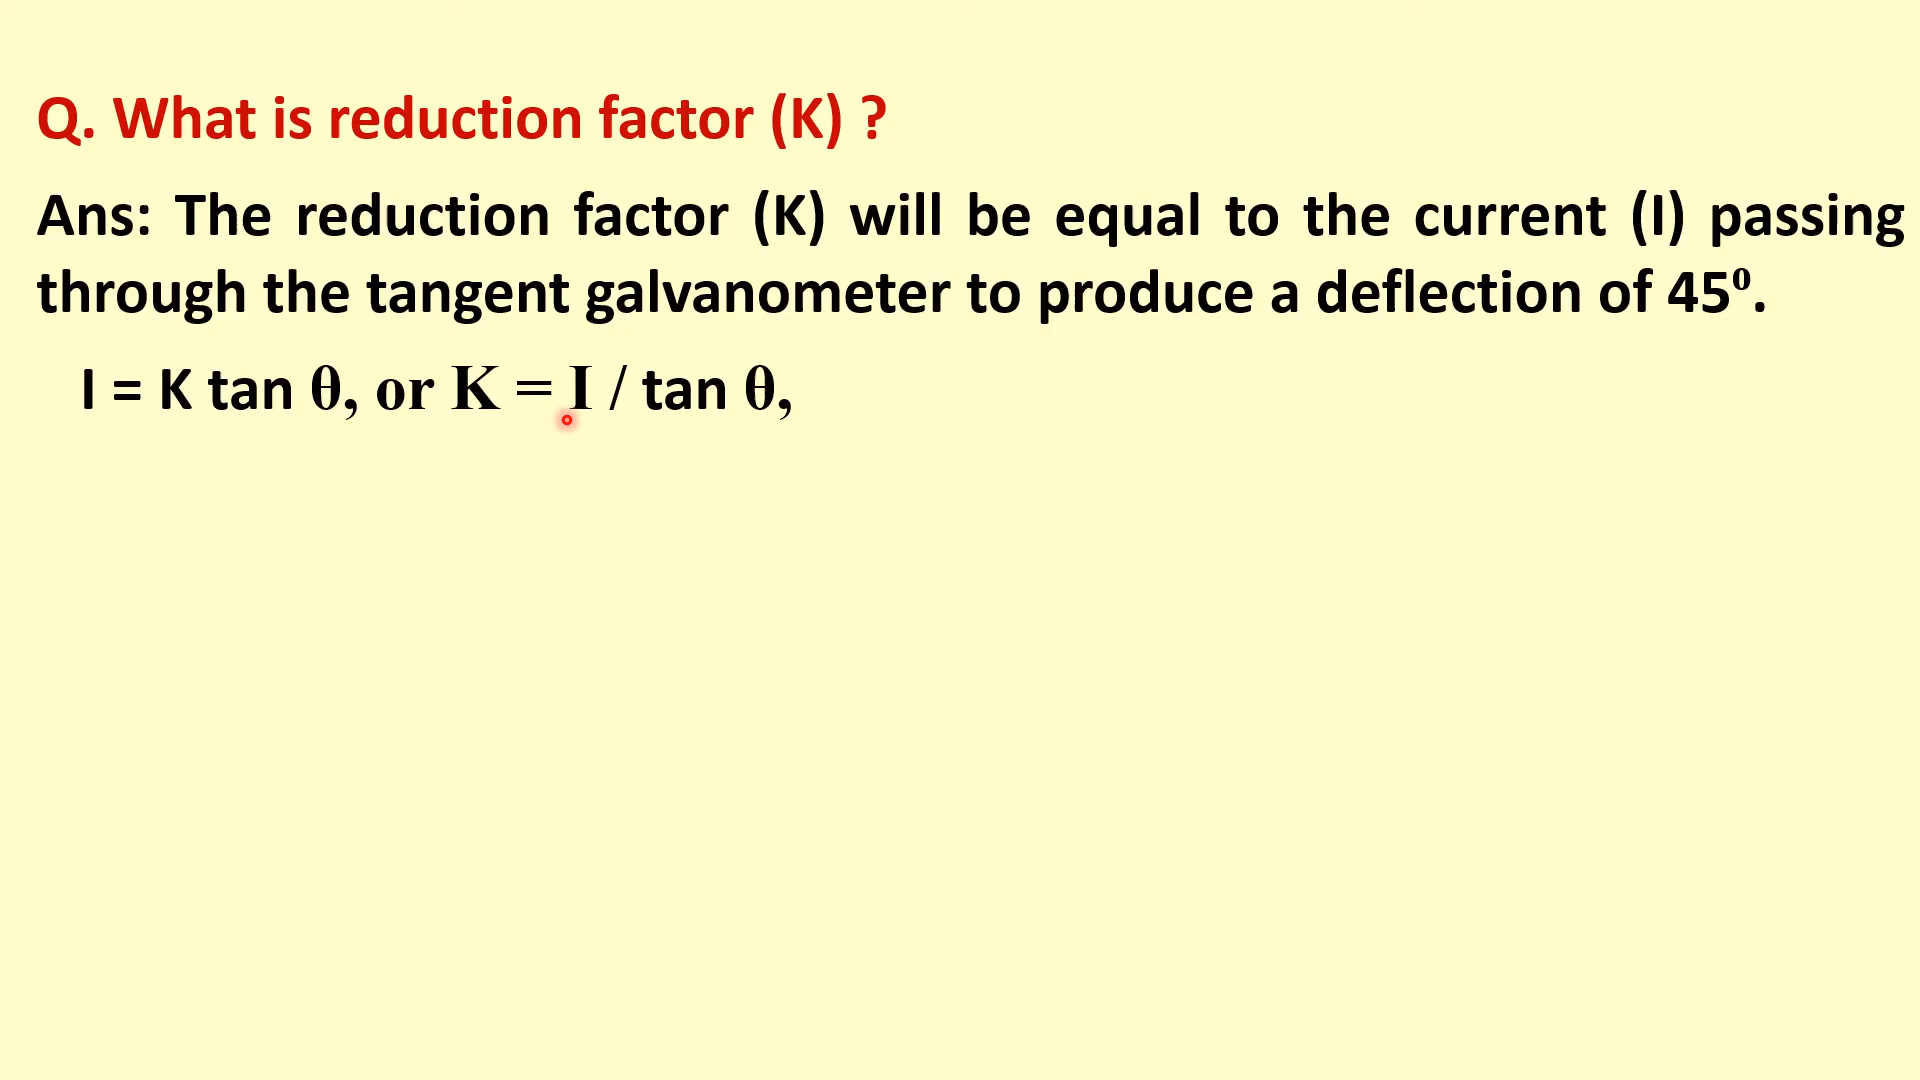 Q. What is reduction factor (K) ?
Ans: The reduction factor (K) will be equal to the current (I) passing
through the tangent galvanometer to produce a deflection of 45⁰.
I = K tan θ, or K = I / tan θ,